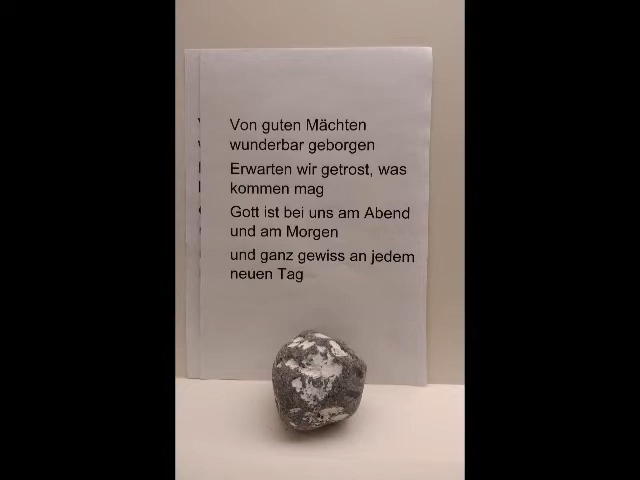 Von guten Mächten
wunderbar geborgen
Erwarten wir getrost, was
kommen mag
Gott ist bei uns am Abend
und am Morgen
und ganz gewiss an jedem
neuen Tag